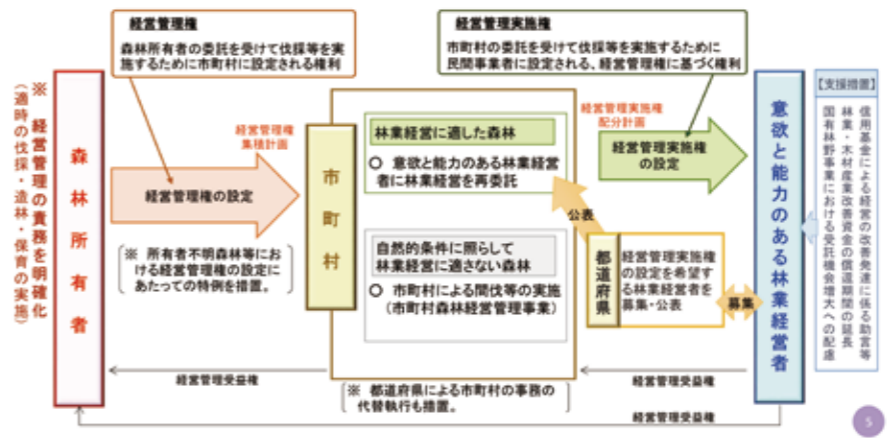 経営管理権
森林所有者の委託を受けて伐採等を実
施するために市町村に設定される権利
経営管理実施権
市町村の委託を受けて伐採等を実施するために
民間事業者に設定される、経営管理権に基づく権利
※ 経営管理の責務を明確化
（適時の伐採・造林・保育の実施）
森林所有者
経営管理権
集積計画
経営管理権の設定
※ 所有者不明森林等にお
ける経営管理権の設定に
あたっての特例を措置。
市町村
林業経営に適した森林
○ 意欲と能力のある林業経営
者に林業経営を再委託
自然的条件に照らして
林業経営に適さない森林
○ 市町村による間伐等の実施
（市町村森林経営管理事業）
経営管理実施権
配分計画
経営管理実施権
の設定
公表
都道府県
経営管理実施権
の設定を希望す
る林業経営者を
募集・公表
募集
意欲と能力のある林業経営者
【支援措置】
信用基金による経営の改善発達に係る助言等
林業・木材産業改善資金の償還期間の延長
国有林野事業における受託機会増大への配慮
経営管理受益権
※ 都道府県による市町村の事務の
代替執行も措置。
経営管理受益権
経営管理受益権
5